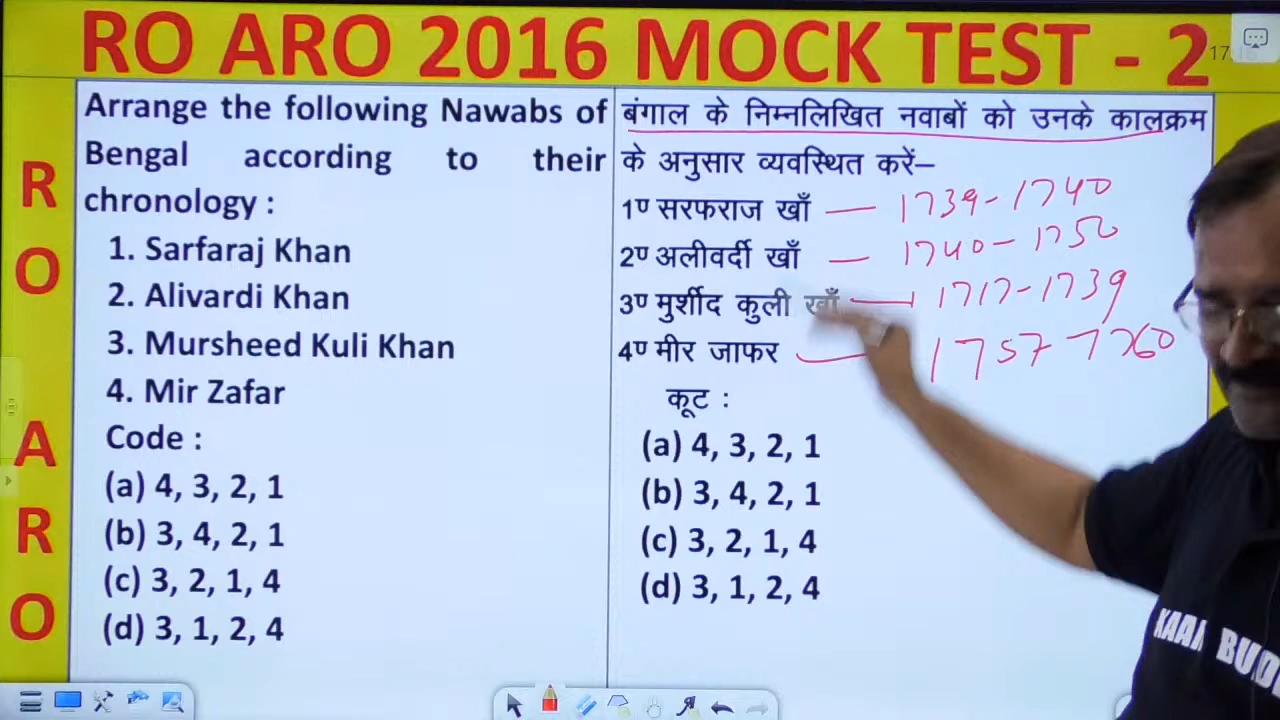 RO ARO 2016 MOCK TEST - 2
R
O
A
R
O
Arrange the following Nawabs of
Bengal according to their
chronology :
1. Sarfaraj Khan
2. Alivardi Khan
3. Mursheed Kuli Khan
4. Mir Zafar
Code :
(a) 4, 3, 2, 1
(b) 3, 4, 2, 1
(c) 3, 2, 1, 4
(d) 3, 1, 2, 4
बंगाल के निम्नलिखित नवाबों को उनके कालक्रम
के अनुसार व्यवस्थित करें–
1ण सरफराज खाँ — 1739-1740
2ण अलीवर्दी खाँ — 1740-1756
3ण मुर्शीद कुली खाँ — 1717-1739
4ण मीर जाफर — 1757-1760
कूट :
(a) 4, 3, 2, 1
(b) 3, 4, 2, 1
(c) 3, 2, 1, 4
(d) 3, 1, 2, 4